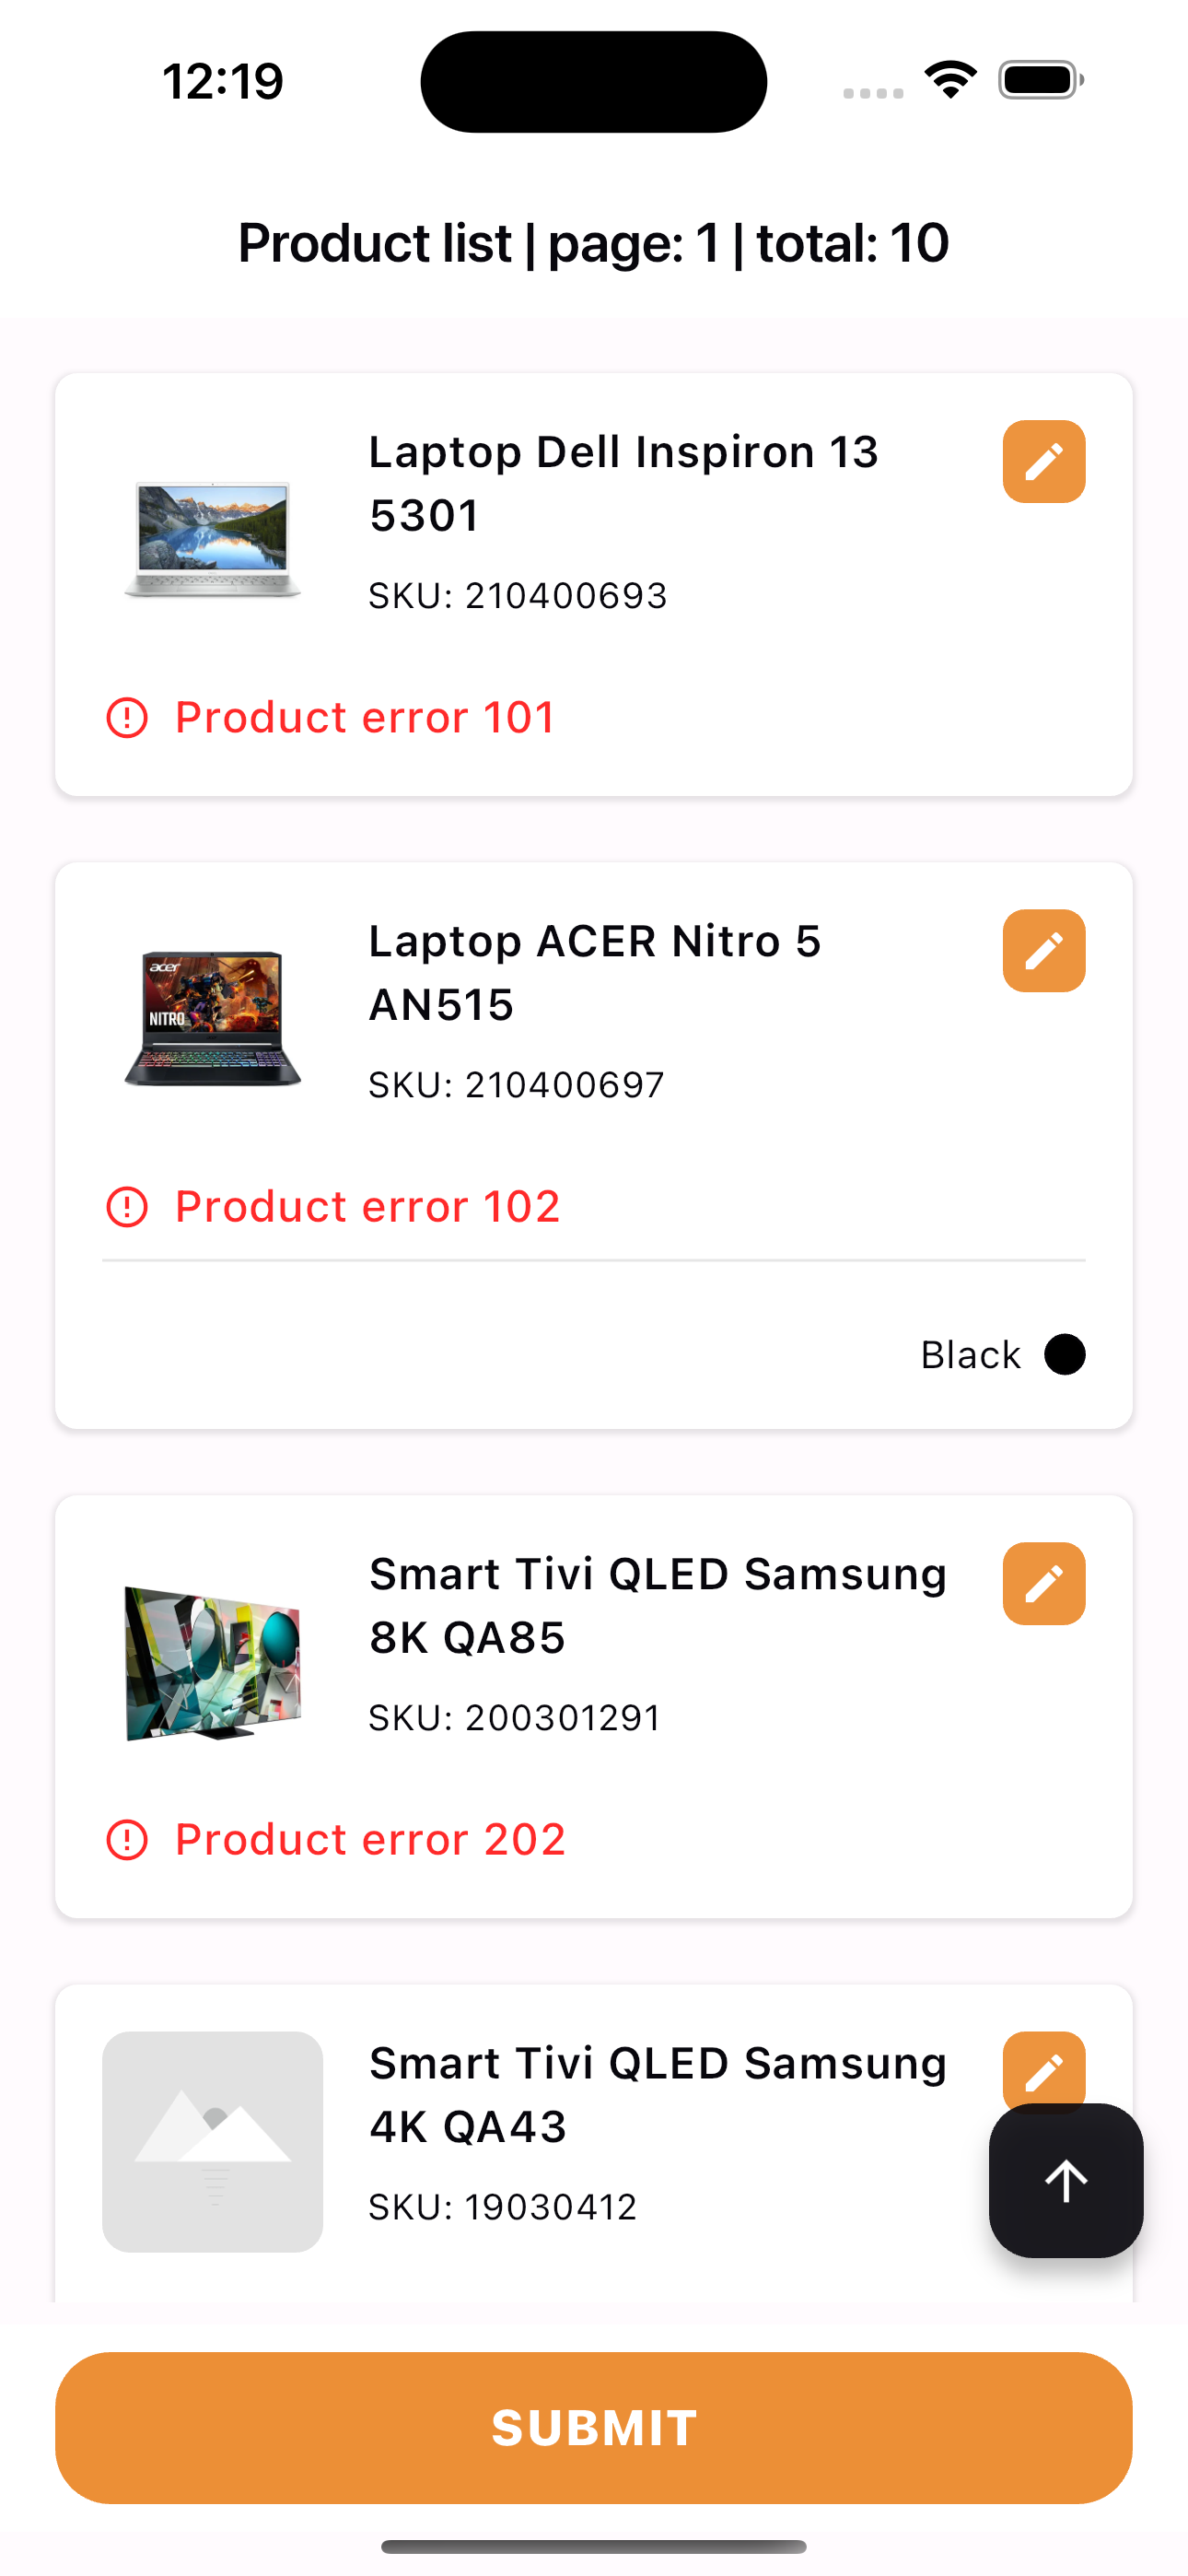 12:19
Product list | page: 1 | total: 10
Laptop Dell Inspiron 13
5301
SKU: 210400693
Product error 101
Laptop ACER Nitro 5
AN515
acer
NITRO
SKU: 210400697
Product error 102
Black
Smart Tivi QLED Samsung
8K QA85
SKU: 200301291
Product error 202
Smart Tivi QLED Samsung
4K QA43
SKU: 19030412
SUBMIT